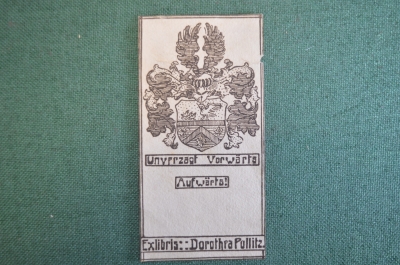 Unverzagt Vorwärts
Aufwärts!
Exlibris:: Dorothea Pollitz.